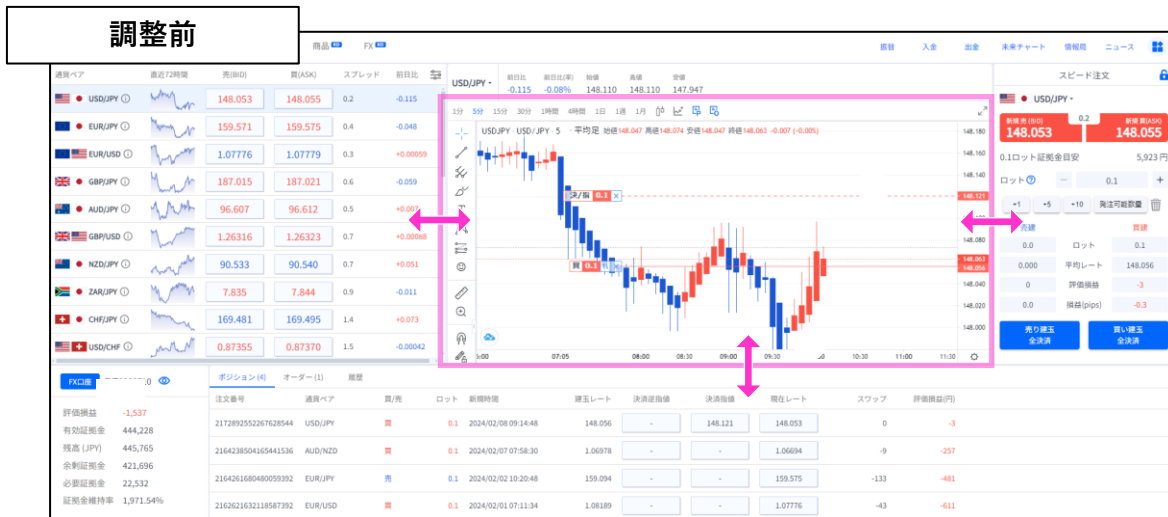 調整前
商品
FX
振替 入金 出金 未来チャート 情報局 ニュース
通貨ペア 直近72時間 売(BID) 買(ASK) スプレッド 前日比
USD/JPY 148.053 148.055 0.2 -0.115
EUR/JPY 159.571 159.575 0.4 -0.048
EUR/USD 1.07776 1.07779 0.3 +0.00059
GBP/JPY 187.015 187.021 0.6 -0.059
AUD/JPY 96.607 96.612 0.5
GBP/USD 1.26316 1.26323 0.7 +0.00088
NZD/JPY 90.533 90.540 0.7 +0.051
ZAR/JPY 7.835 7.844 0.9 -0.011
CHF/JPY 169.481 169.495 1.4 +0.073
USD/CHF 0.87355 0.87370 1.5 -0.00042
USD/JPY
前日比 前日比(率) 始値 高値 安値
-0.115 -0.08% 148.110 148.110 147.947
1分 5分 15分 30分 1時間 4時間 1日 1週 1月
USDJPY · USD/JPY · 5 · 平均足 始値148.047 高値148.074 安値148.047 終値148.063 -0.007 (-0.005%)
148.180
148.160
148.140
決/指 0.1 ×
148.121
148.080
148.063
買 0.1 ×
148.056
148.040
148.020
148.000
07:05 08:00 08:30 09:00 09:30 10:30 11:00 11:30
スピード注文
USD/JPY
新規 売 (BID) 0.2 新規 買(ASK)
148.053 148.055
0.1ロット証拠金目安 5,923 円
ロット ? − 0.1 +
+1 +5 +10 発注可能数量
売建 買建
0.0 ロット 0.1
0.000 平均レート 148.056
0 評価損益 -3
0.0 損益(pips) -0.3
売り建玉 全決済
買い建玉 全決済
FX口座
評価損益 -1,537
有効証拠金 444,228
残高 (JPY) 445,765
余剰証拠金 421,696
必要証拠金 22,532
証拠金維持率 1,971.54%
ポジション (4) オーダー (1) 履歴
注文番号 通貨ペア 買/売 ロット 新規時間 建玉レート 決済逆指値 決済指値 現在レート スワップ 評価損益(円)
2172892552267628544 USD/JPY 買 0.1 2024/02/08 09:14:48 148.056 - 148.121 148.053 0 -3
2164238504165441536 AUD/NZD 買 0.1 2024/02/07 07:58:30 1.06978 - - 1.06694 -9 -257
2164261680480059392 EUR/JPY 売 0.1 2024/02/02 10:20:48 159.094 - - 159.575 -133 -481
2162621632118587392 EUR/USD 買 0.1 2024/02/01 07:11:34 1.08189 - - 1.07776 -43 -611